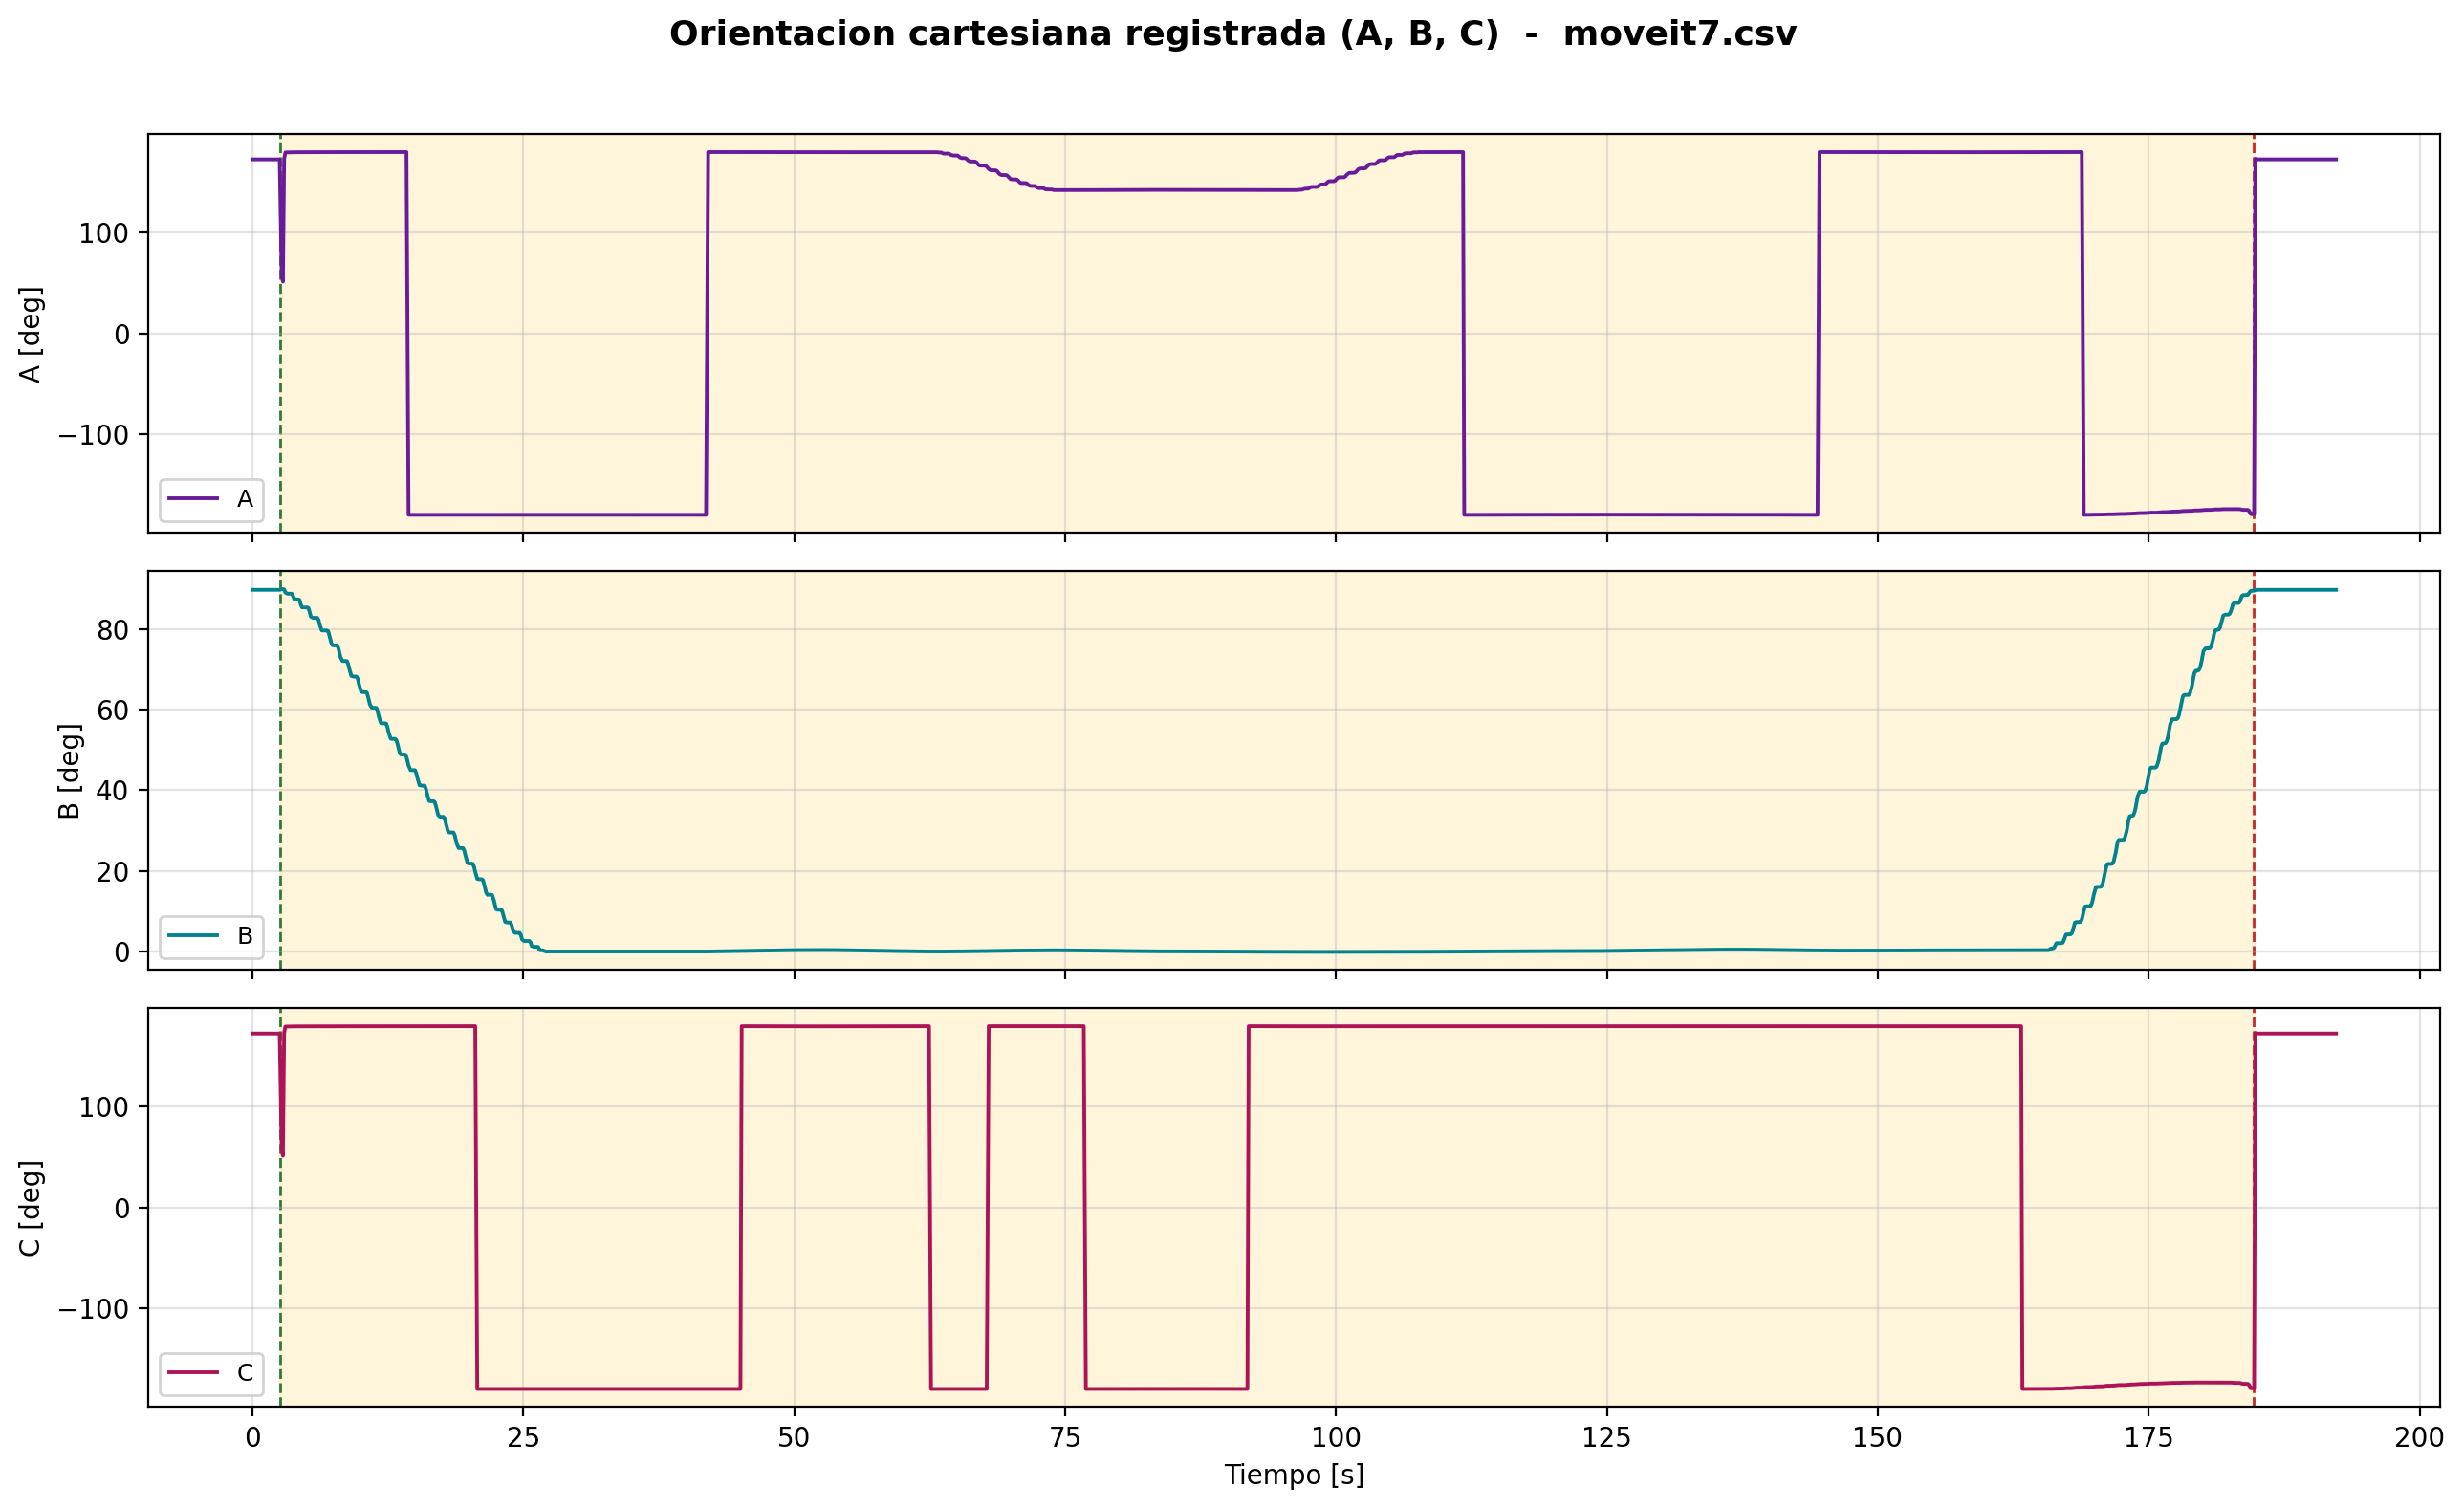 Orientacion cartesiana registrada (A, B, C)  -  moveit7.csv
A [deg]
100
0
−100
A
B [deg]
80
60
40
20
0
B
C [deg]
100
0
−100
C
0 25 50 75 100 125 150 175 200
Tiempo [s]